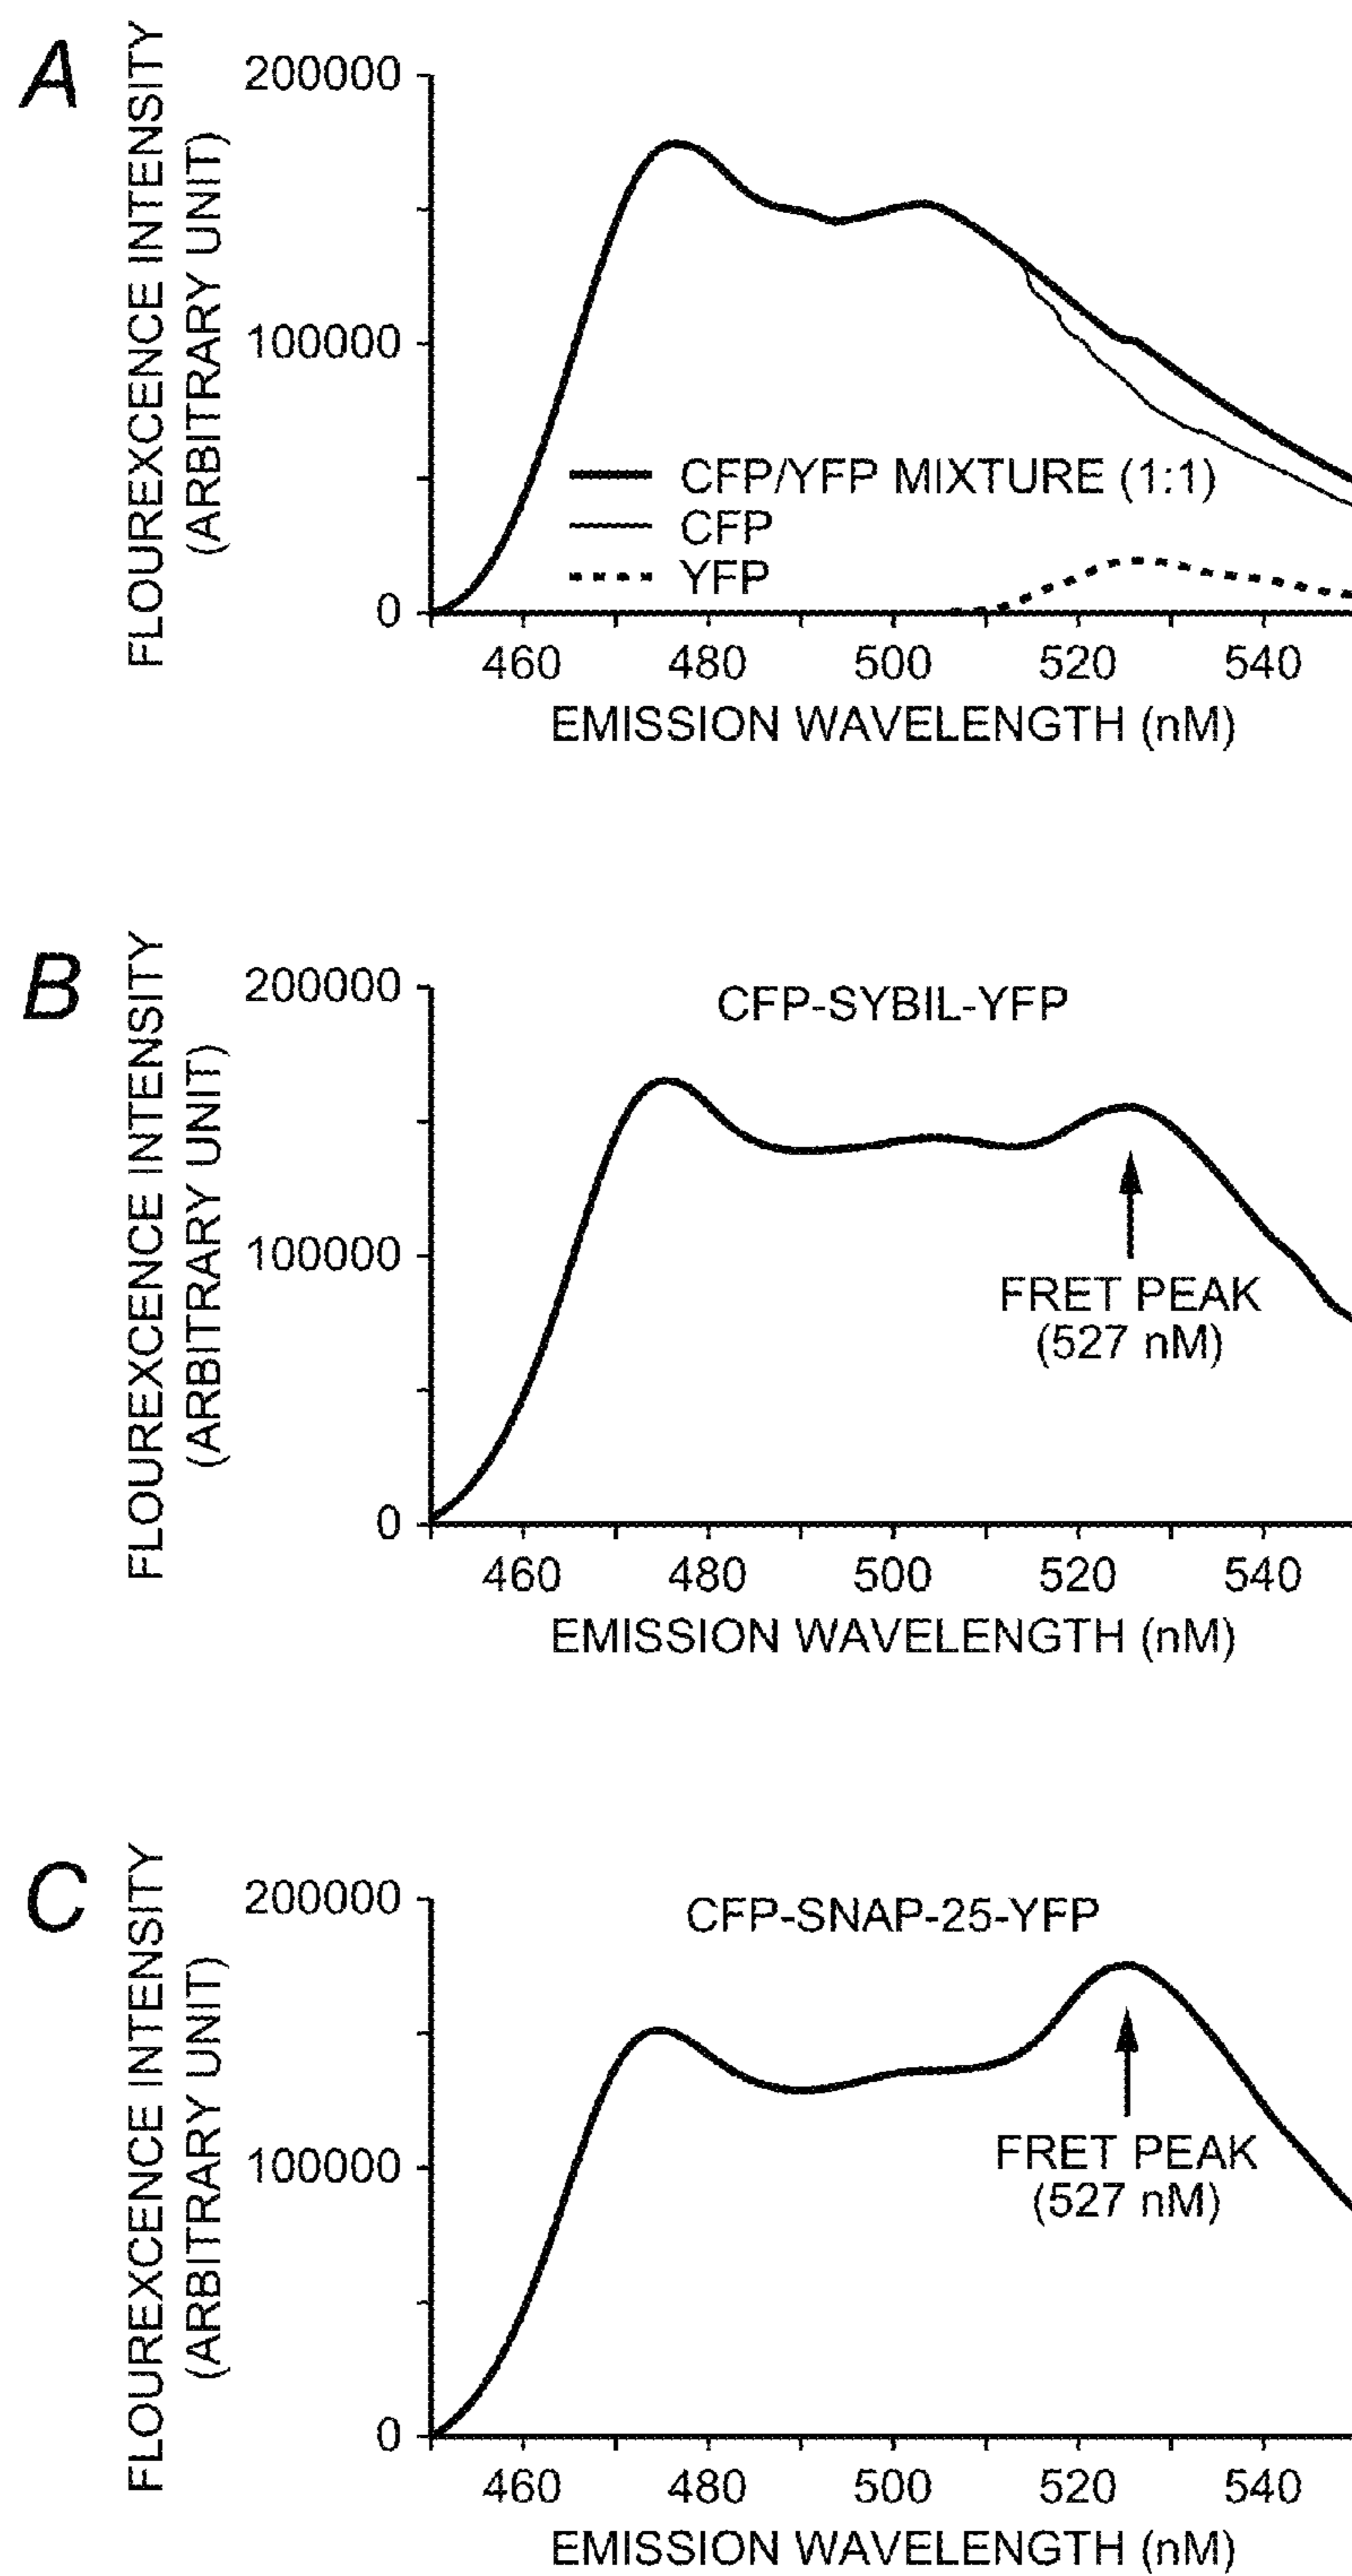 A
FLOUREXCENCE INTENSITY
(ARBITRARY UNIT)
200000
100000
0
CFP/YFP MIXTURE (1:1)
CFP
YFP
460 480 500 520 540
EMISSION WAVELENGTH (nM)
B
FLOUREXCENCE INTENSITY
(ARBITRARY UNIT)
200000
100000
0
CFP-SYBIL-YFP
FRET PEAK
(527 nM)
460 480 500 520 540
EMISSION WAVELENGTH (nM)
C
FLOUREXCENCE INTENSITY
(ARBITRARY UNIT)
200000
100000
0
CFP-SNAP-25-YFP
FRET PEAK
(527 nM)
460 480 500 520 540
EMISSION WAVELENGTH (nM)